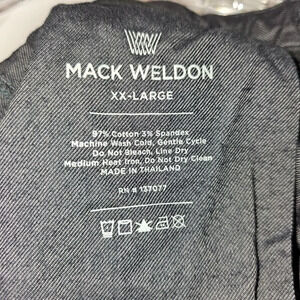 MACK WELDON
XX-LARGE
97% Cotton 3% Spandex
Machine Wash Cold, Gentle Cycle
Do Not Bleach, Line Dry
Medium Heat Iron, Do Not Dry Clean
MADE IN THAILAND
RN # 137077